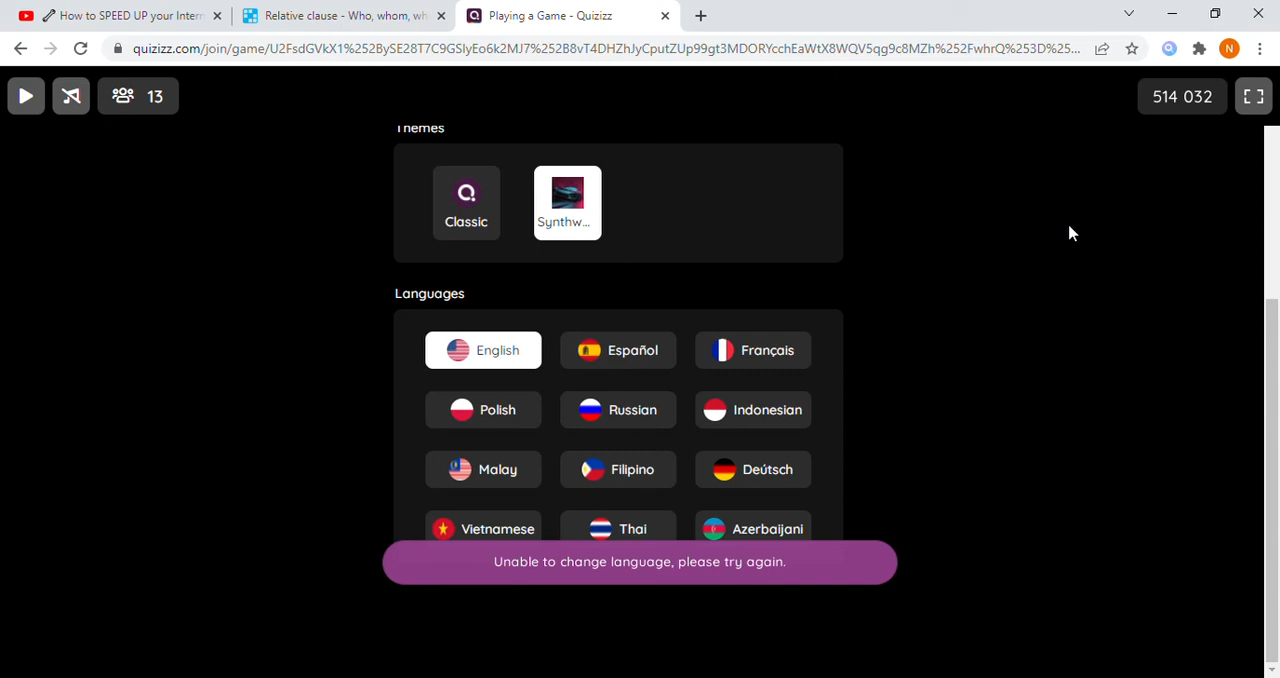 How to SPEED UP your Intern
Relative clause - Who, whom, wh
Playing a Game - Quizizz
quizizz.com/join/game/U2FsdGVkX1%252BySE28T7C9GSlyEr6k2MJ7%252B8vT4DHZhJyCputZUp99gt3MDORYcchEaWtX8WQV5qg9c8MZh%252FwhrQ%253D%25...
N
13
514 032
Themes
Classic
Synthw...
Languages
English
Español
Français
Polish
Russian
Indonesian
Malay
Filipino
Deútsch
Vietnamese
Thai
Azerbaijani
Unable to change language, please try again.